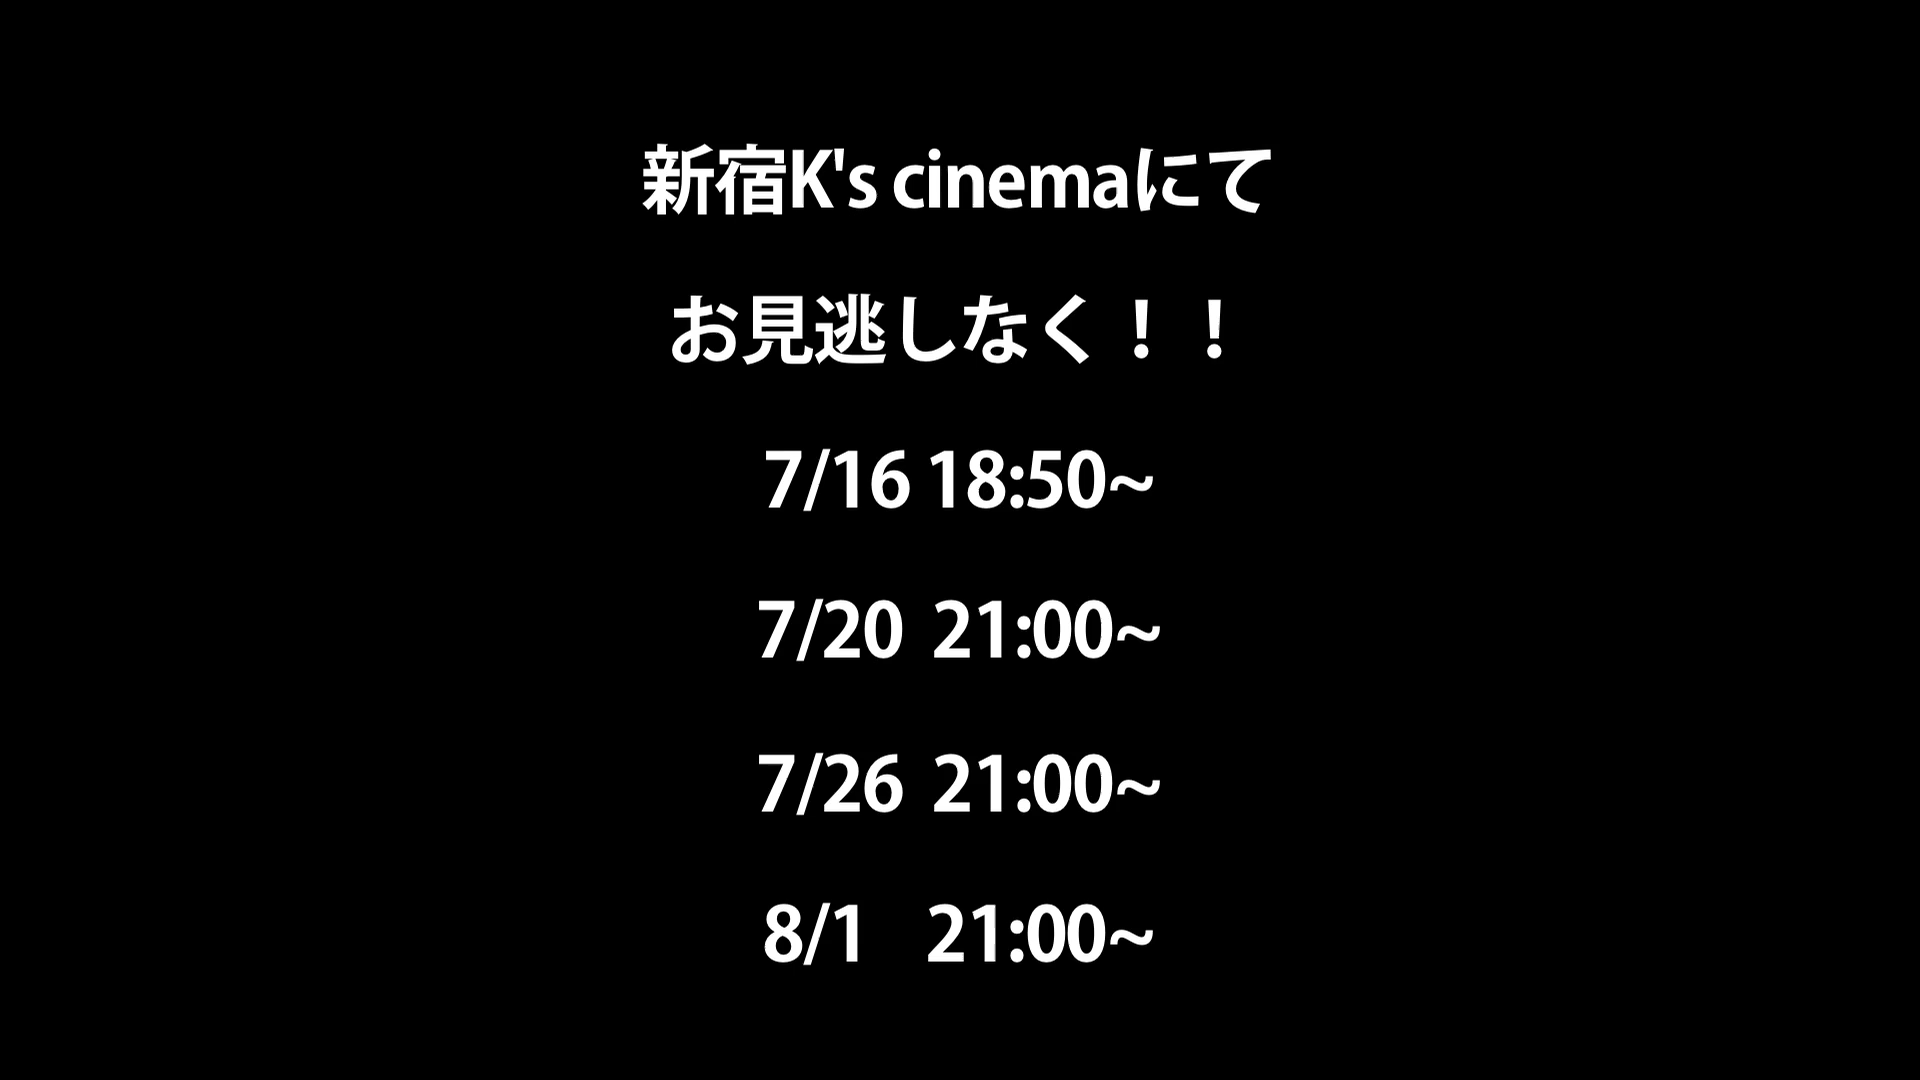 新宿K's cinemaにて
お見逃しなく！！
7/16 18:50~
7/20 21:00~
7/26 21:00~
8/1 21:00~